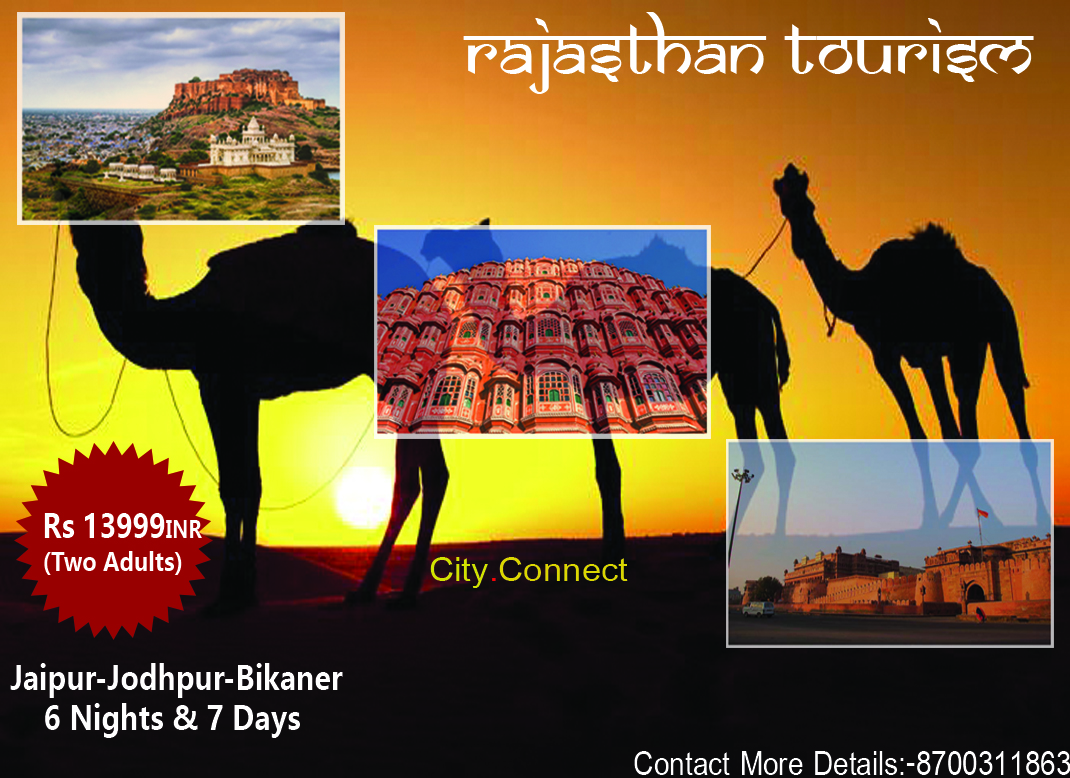 Rajasthan Tourism
Rs 13999INR
(Two Adults)
City.Connect
Jaipur-Jodhpur-Bikaner
6 Nights & 7 Days
Contact More Details:-8700311863